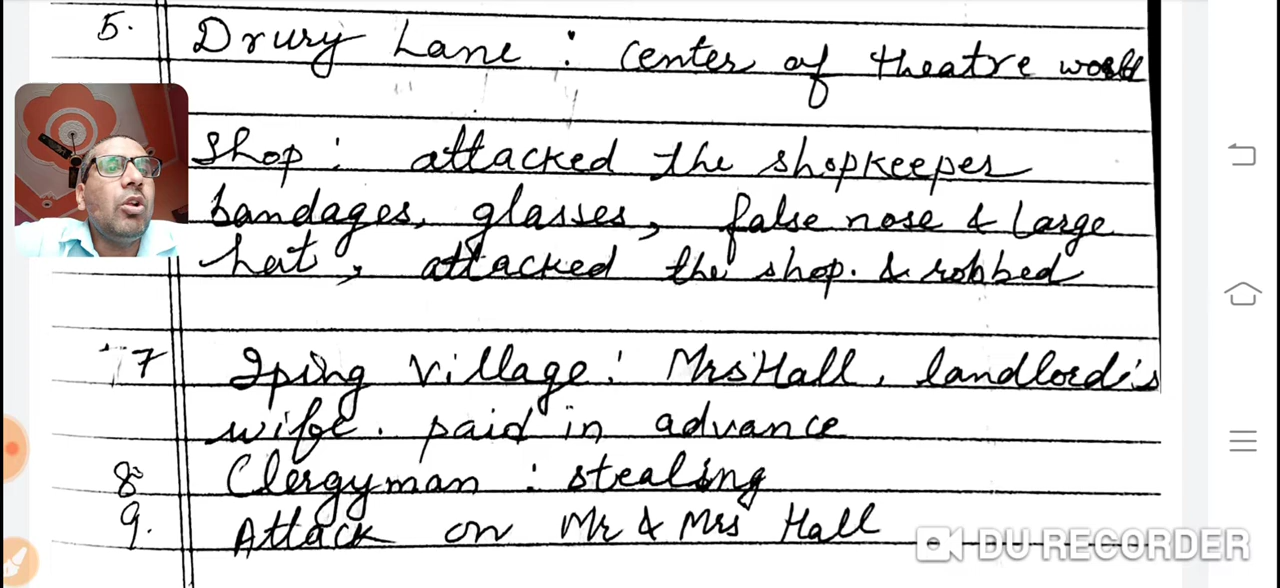 5. Drury Lane : center of theatre world
Shop : attacked the shopkeeper
bandages, glasses, false nose & large
hat, attacked the shop. & robbed
7 Iping village : Mrs Hall, landlord's
wife. paid in advance
8 Clergyman : stealing
9. Attack on Mr & Mrs Hall
DU RECORDER